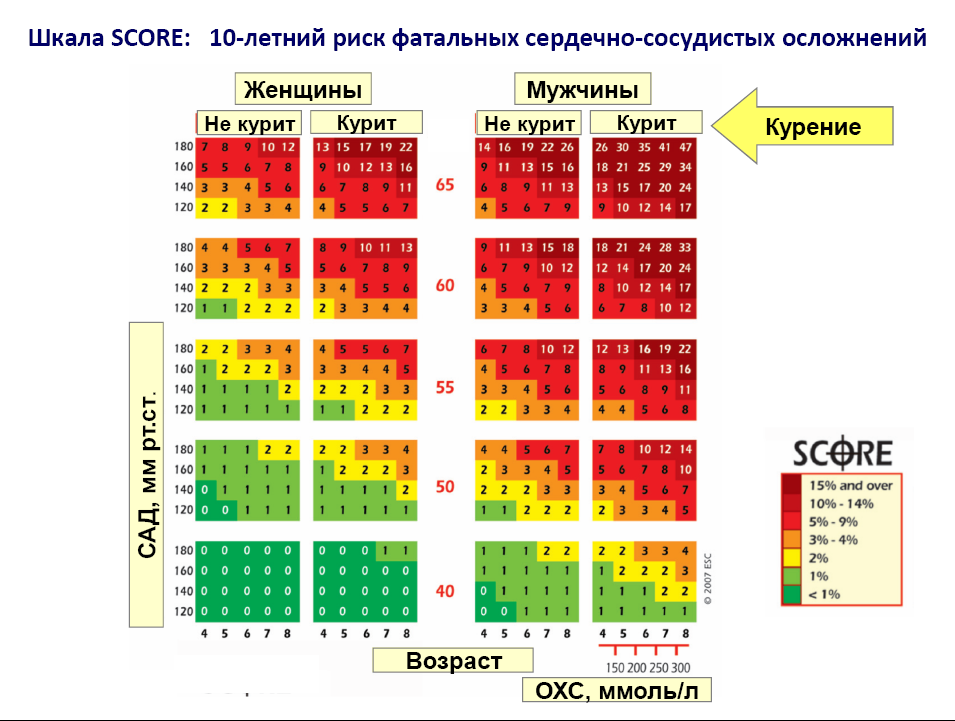 Шкала SCORE: 10-летний риск фатальных сердечно-сосудистых осложнений
Женщины Мужчины
Не курит Курит Не курит Курит Курение
180 7 8 9 10 12 13 15 17 19 22 14 16 19 22 26 26 30 35 41 47
160 5 5 6 7 8 9 10 12 13 16 65 9 11 13 15 16 18 21 25 29 34
140 3 3 4 5 6 6 7 8 9 11 6 8 9 11 13 13 15 17 20 24
120 2 2 3 3 4 4 5 5 6 7 4 5 6 7 9 9 10 12 14 17
180 4 4 5 6 7 8 9 10 11 13 9 11 13 15 18 18 21 24 28 33
160 3 3 3 4 5 5 6 7 8 9 60 6 7 9 10 12 12 14 17 20 24
140 2 2 2 3 3 3 4 5 5 6 4 5 6 7 9 8 10 12 14 17
120 1 1 2 2 2 2 3 3 4 4 3 3 4 5 6 6 7 8 10 12
180 2 2 3 3 4 4 5 5 6 7 6 7 8 10 12 12 13 16 19 22
160 1 2 2 2 3 3 3 4 4 5 55 4 5 6 7 8 8 9 11 13 16
140 1 1 1 1 2 2 2 2 3 3 3 3 4 5 6 5 6 8 9 11
120 1 1 1 1 1 1 1 2 2 2 2 2 3 3 4 4 4 5 6 8
180 1 1 1 2 2 2 2 3 3 4 4 4 5 6 7 7 8 10 12 14
160 1 1 1 1 1 1 2 2 2 3 50 2 3 3 4 5 5 6 7 8 10
140 0 1 1 1 1 1 1 1 1 2 2 2 2 3 3 3 4 5 6 7
120 0 0 1 1 1 1 1 1 1 1 1 1 2 2 2 2 3 3 4 5
180 0 0 0 0 0 0 0 0 1 1 1 1 1 2 2 2 2 3 3 4
160 0 0 0 0 0 0 0 0 0 0 40 1 1 1 1 1 1 2 2 2 3
140 0 0 0 0 0 0 0 0 0 0 0 1 1 1 1 1 1 1 2 2
120 0 0 0 0 0 0 0 0 0 0 0 0 1 1 1 1 1 1 1 1
4 5 6 7 8 4 5 6 7 8 4 5 6 7 8 4 5 6 7 8
150 200 250 300
САД, мм рт.ст.
Возраст
ОХС, ммоль/л
© 2007 ESC
SCORE
15% and over
10% - 14%
5% - 9%
3% - 4%
2%
1%
< 1%